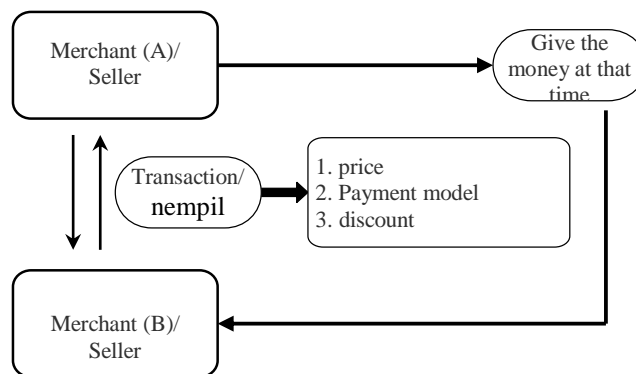 Merchant (A)/
Seller
Give the
money at that
time
Transaction/
nempil
1. price
2. Payment model
3. discount
Merchant (B)/
Seller